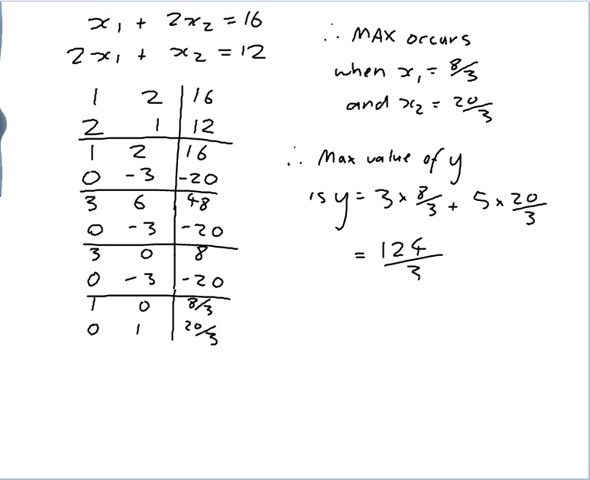 x₁ + 2x₂ = 16
2x₁ + x₂ = 12
1 2 | 16
2 1 | 12
1 2 | 16
0 -3 | -20
3 6 | 48
0 -3 | -20
3 0 | 8
0 -3 | -20
1 0 | 8/3
0 1 | 20/3
∴ MAX occurs
when x₁ = 8/3
and x₂ = 20/3
∴ Max value of y
is y = 3 × 8/3 + 5 × 20/3
= 124/3